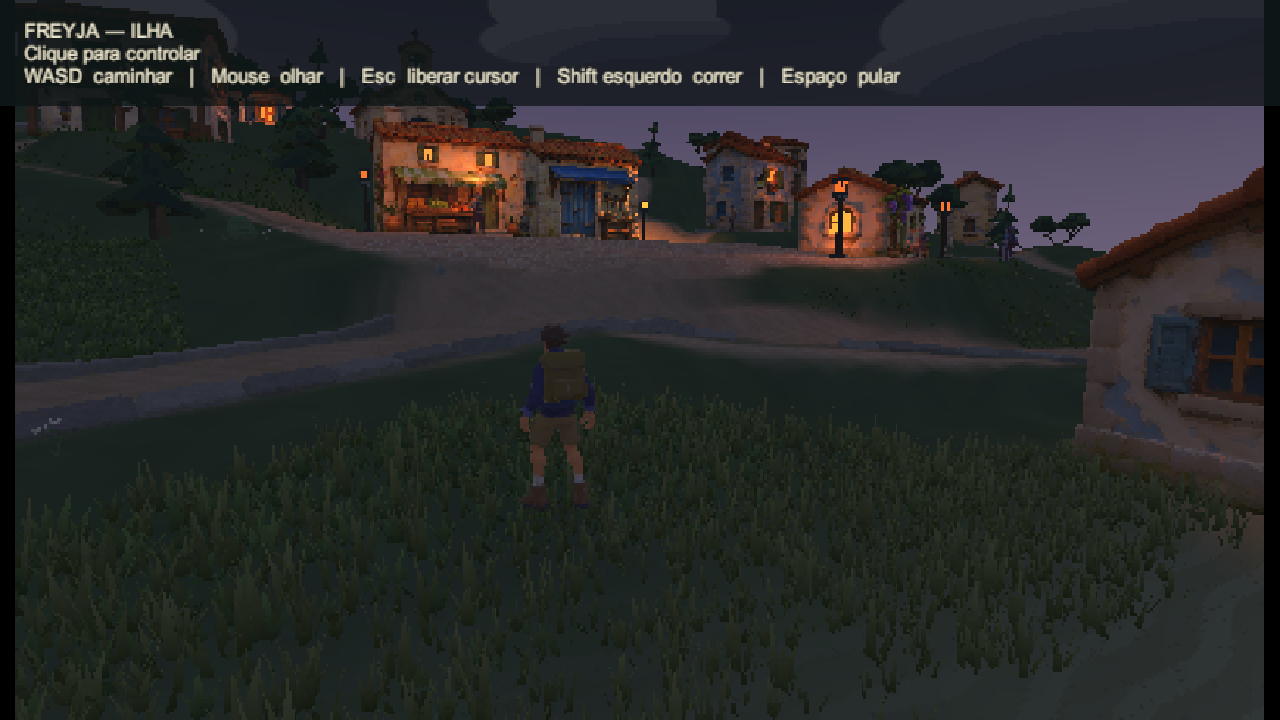 FREYJA — ILHA
Clique para controlar
WASD caminhar | Mouse olhar | Esc liberar cursor | Shift esquerdo correr | Espaço pular